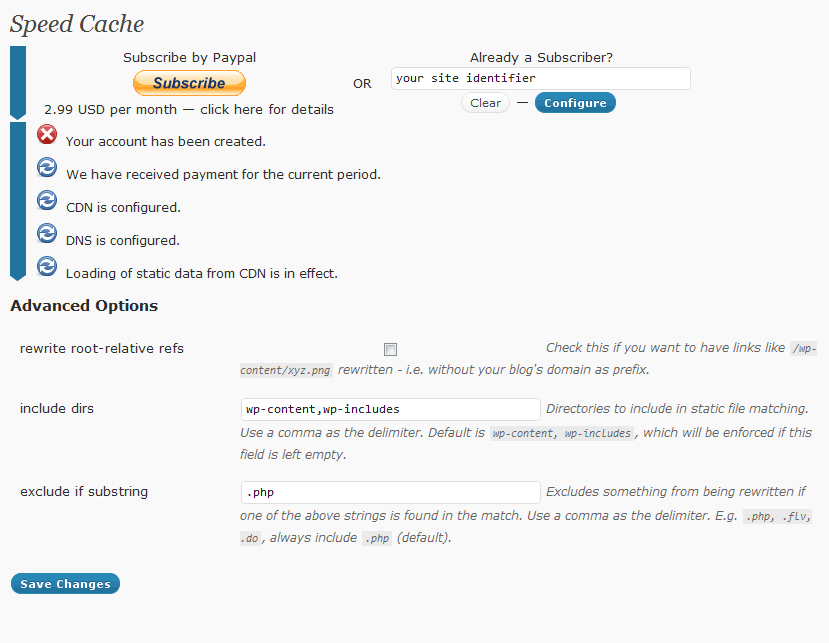 Speed Cache
Subscribe by Paypal
Already a Subscriber?
Subscribe
OR
your site identifier
Clear — Configure
2.99 USD per month — click here for details
Your account has been created.
We have received payment for the current period.
CDN is configured.
DNS is configured.
Loading of static data from CDN is in effect.
Advanced Options
rewrite root-relative refs
Check this if you want to have links like /wp-
content/xyz.png rewritten - i.e. without your blog's domain as prefix.
include dirs
wp-content,wp-includes
Directories to include in static file matching.
Use a comma as the delimiter. Default is wp-content, wp-includes, which will be enforced if this
field is left empty.
exclude if substring
.php
Excludes something from being rewritten if
one of the above strings is found in the match. Use a comma as the delimiter. E.g. .php, .flv,
.do, always include .php (default).
Save Changes